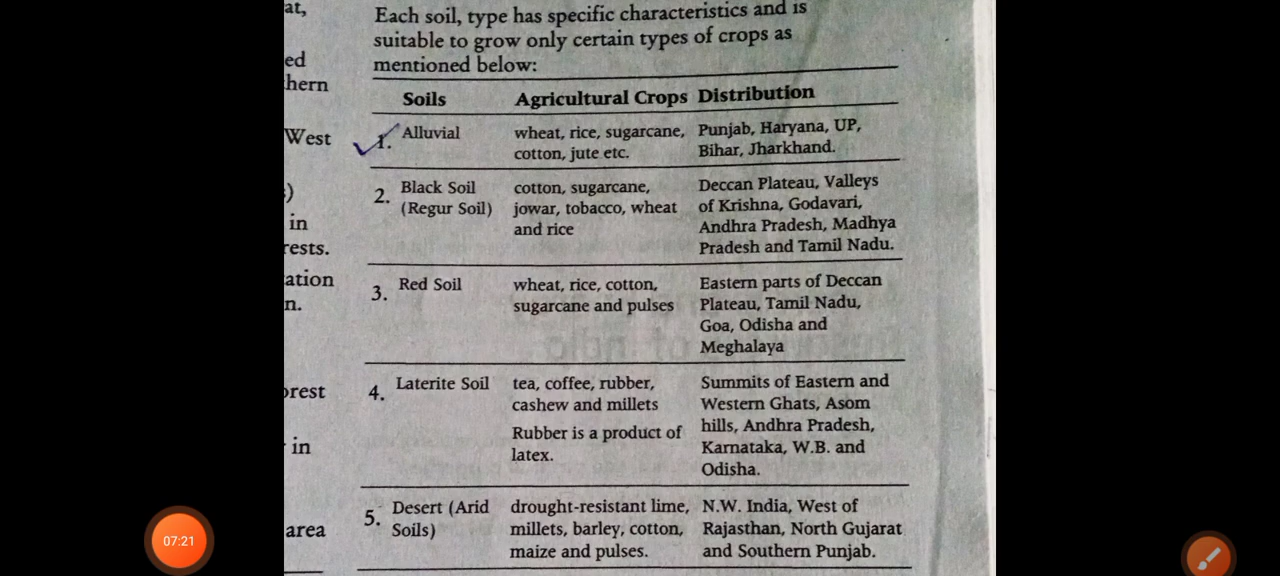 at,
ed
hern
West
s)
in
rests.
ation
n.
orest
in
area
Each soil, type has specific characteristics and is
suitable to grow only certain types of crops as
mentioned below:
Soils Agricultural Crops Distribution
1. Alluvial wheat, rice, sugarcane, Punjab, Haryana, UP,
cotton, jute etc. Bihar, Jharkhand.
2. Black Soil cotton, sugarcane, Deccan Plateau, Valleys
(Regur Soil) jowar, tobacco, wheat of Krishna, Godavari,
and rice Andhra Pradesh, Madhya
Pradesh and Tamil Nadu.
3. Red Soil wheat, rice, cotton, Eastern parts of Deccan
sugarcane and pulses Plateau, Tamil Nadu,
Goa, Odisha and
Meghalaya
4. Laterite Soil tea, coffee, rubber, Summits of Eastern and
cashew and millets Western Ghats, Asom
Rubber is a product of hills, Andhra Pradesh,
latex. Karnataka, W.B. and
Odisha.
5. Desert (Arid drought-resistant lime, N.W. India, West of
Soils) millets, barley, cotton, Rajasthan, North Gujarat
maize and pulses. and Southern Punjab.
07:21